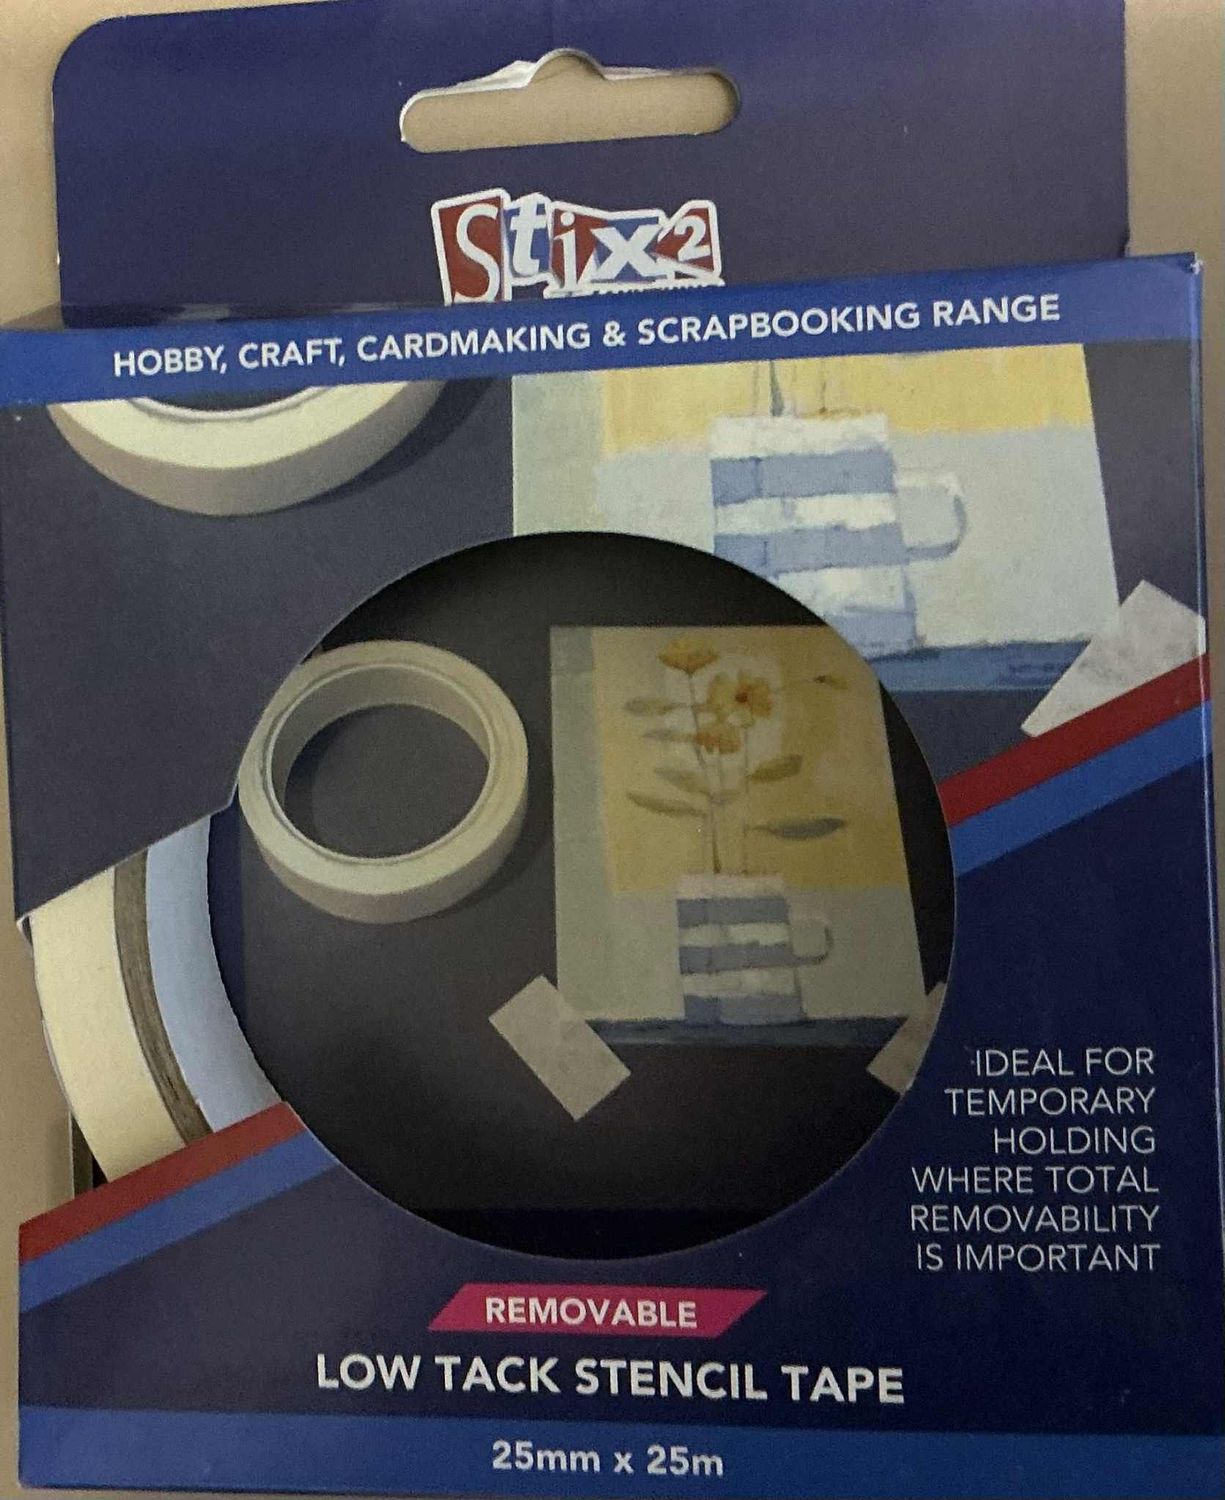 Stix2
HOBBY, CRAFT, CARDMAKING & SCRAPBOOKING RANGE
IDEAL FOR
TEMPORARY
HOLDING
WHERE TOTAL
REMOVABILITY
IS IMPORTANT
REMOVABLE
LOW TACK STENCIL TAPE
25mm x 25m